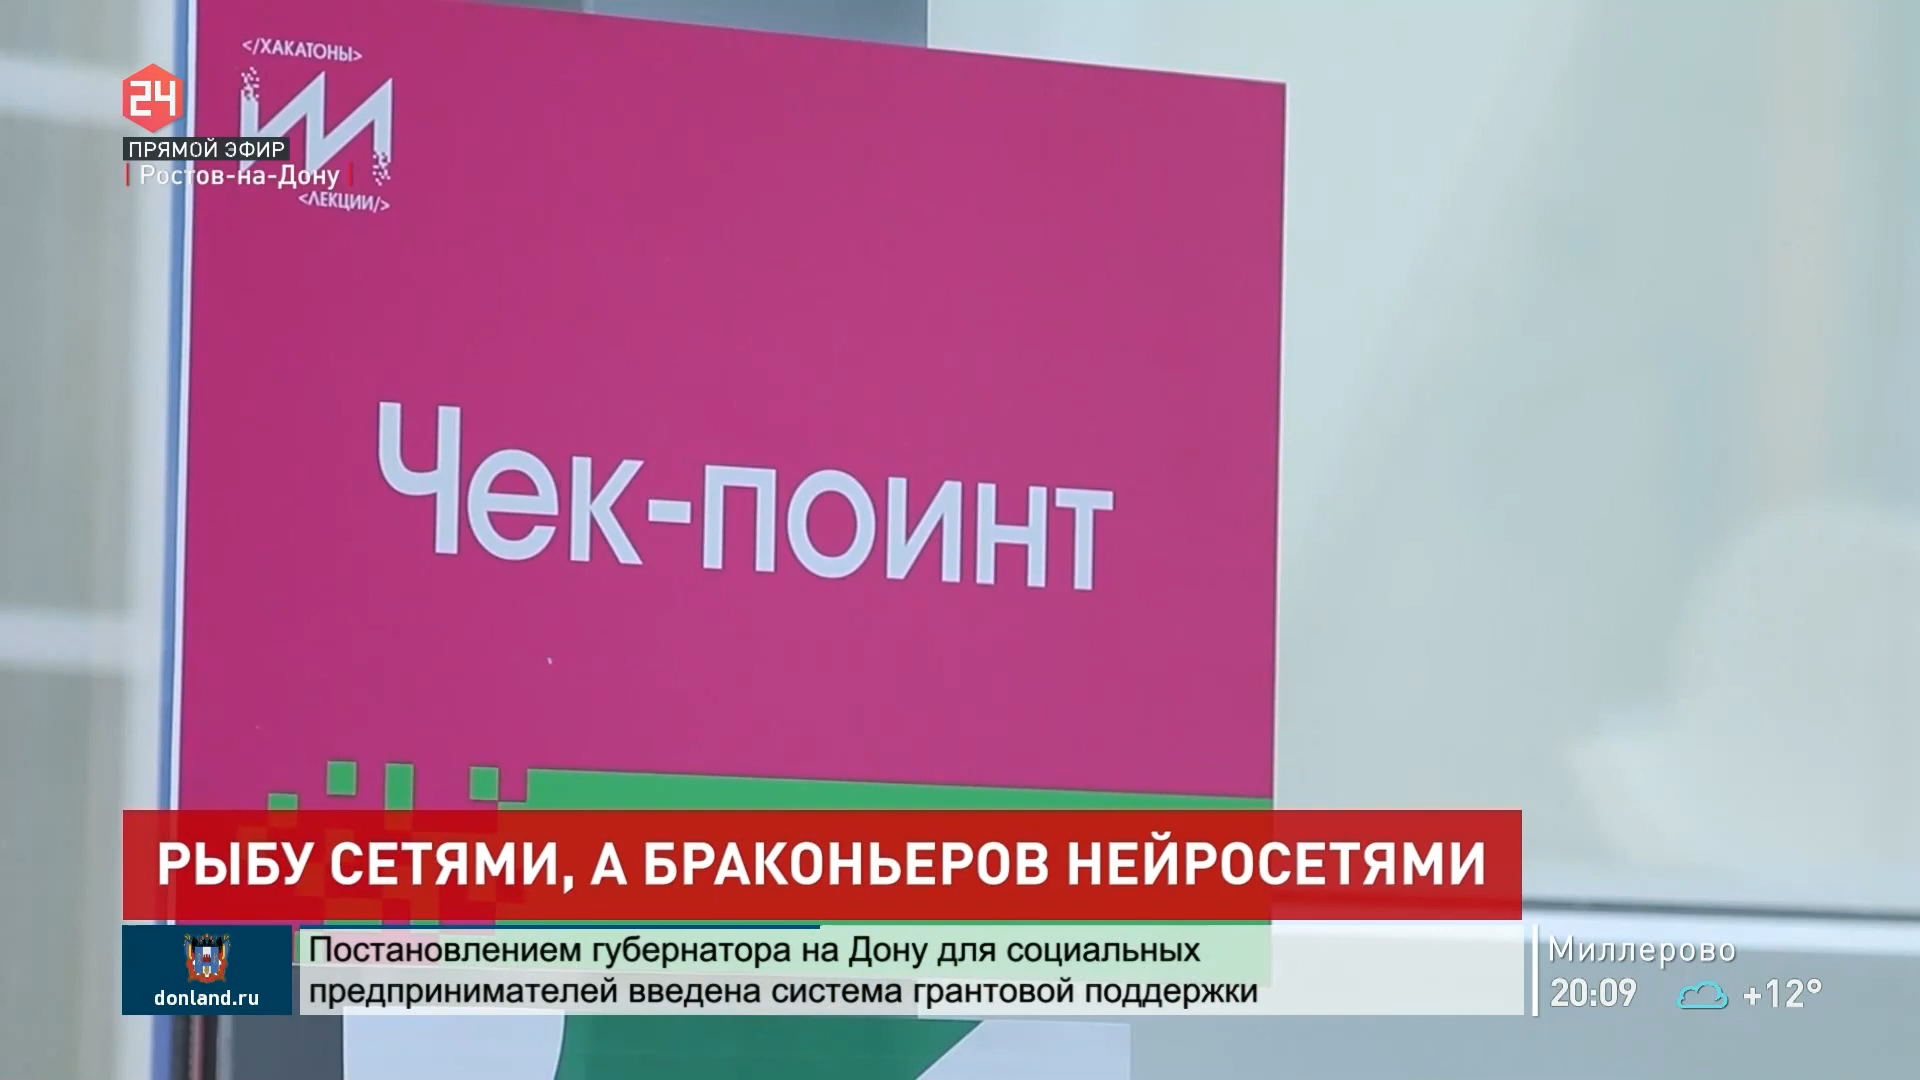 </ХАКАТОНЫ>
24
ПРЯМОЙ ЭФИР
Ростов-на-Дону
<ЛЕКЦИИ/>
Чек-поинт
РЫБУ СЕТЯМИ, А БРАКОНЬЕРОВ НЕЙРОСЕТЯМИ
donland.ru
Постановлением губернатора на Дону для социальных
предпринимателей введена система грантовой поддержки
Миллерово
20:09 +12°